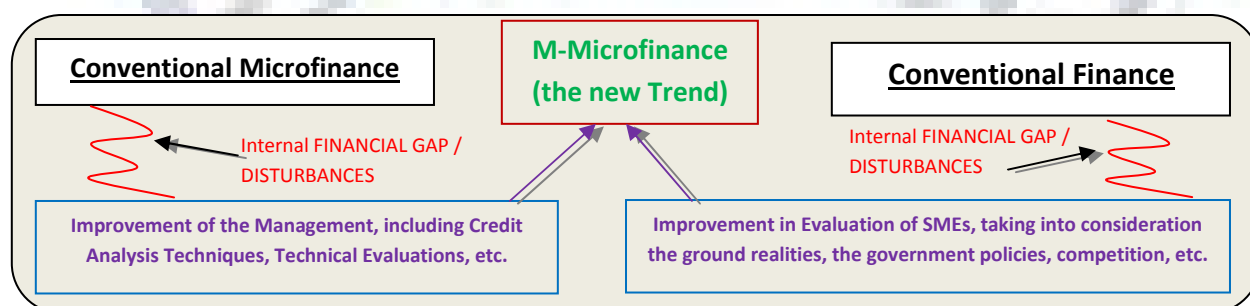 Conventional Microfinance
M-Microfinance
(the new Trend)
Conventional Finance
Internal FINANCIAL GAP /
DISTURBANCES
Internal FINANCIAL GAP /
DISTURBANCES
Improvement of the Management, including Credit
Analysis Techniques, Technical Evaluations, etc.
Improvement in Evaluation of SMEs, taking into consideration
the ground realities, the government policies, competition, etc.